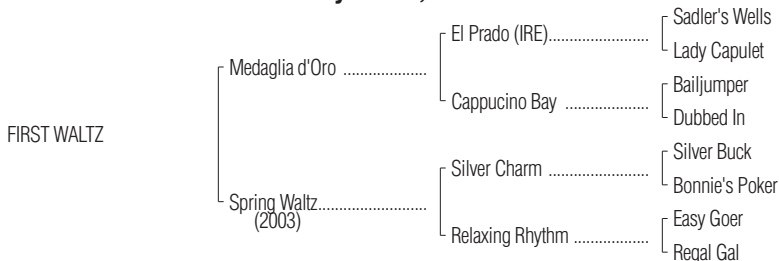 Sadler's Wells
El Prado (IRE)......................
Lady Capulet
Medaglia d'Oro ....................
Bailjumper
Cappucino Bay ..................
Dubbed In
FIRST WALTZ
Silver Buck
Silver Charm ......................
Bonnie's Poker
Spring Waltz..........................
(2003)
Easy Goer
Relaxing Rhythm ..................
Regal Gal